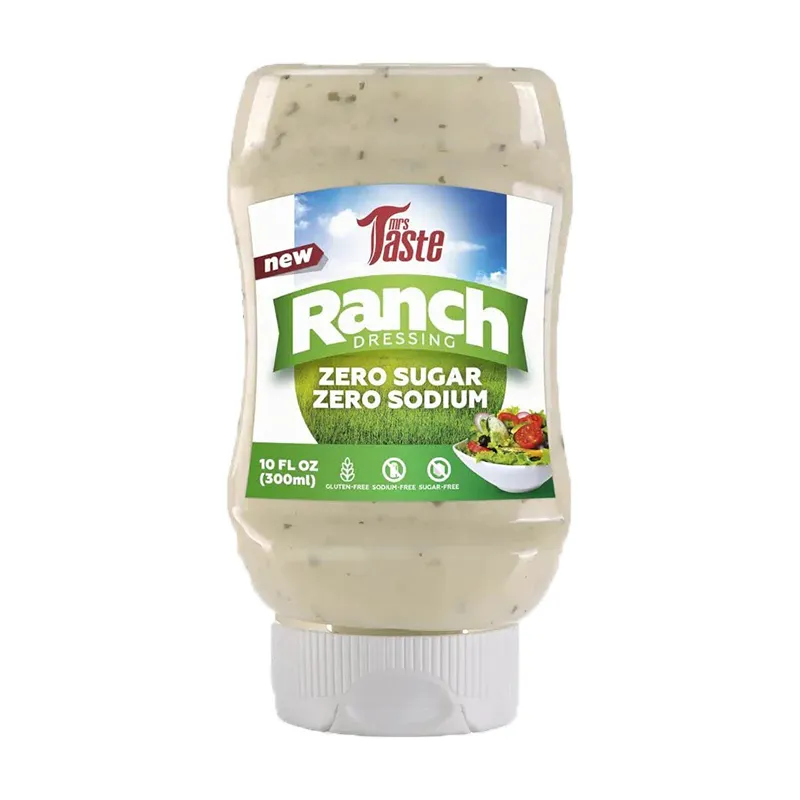 mrs
Taste
new
Ranch
DRESSING
ZERO SUGAR
ZERO SODIUM
10 FL OZ
(300ml)
GLUTEN-FREE SODIUM-FREE SUGAR-FREE